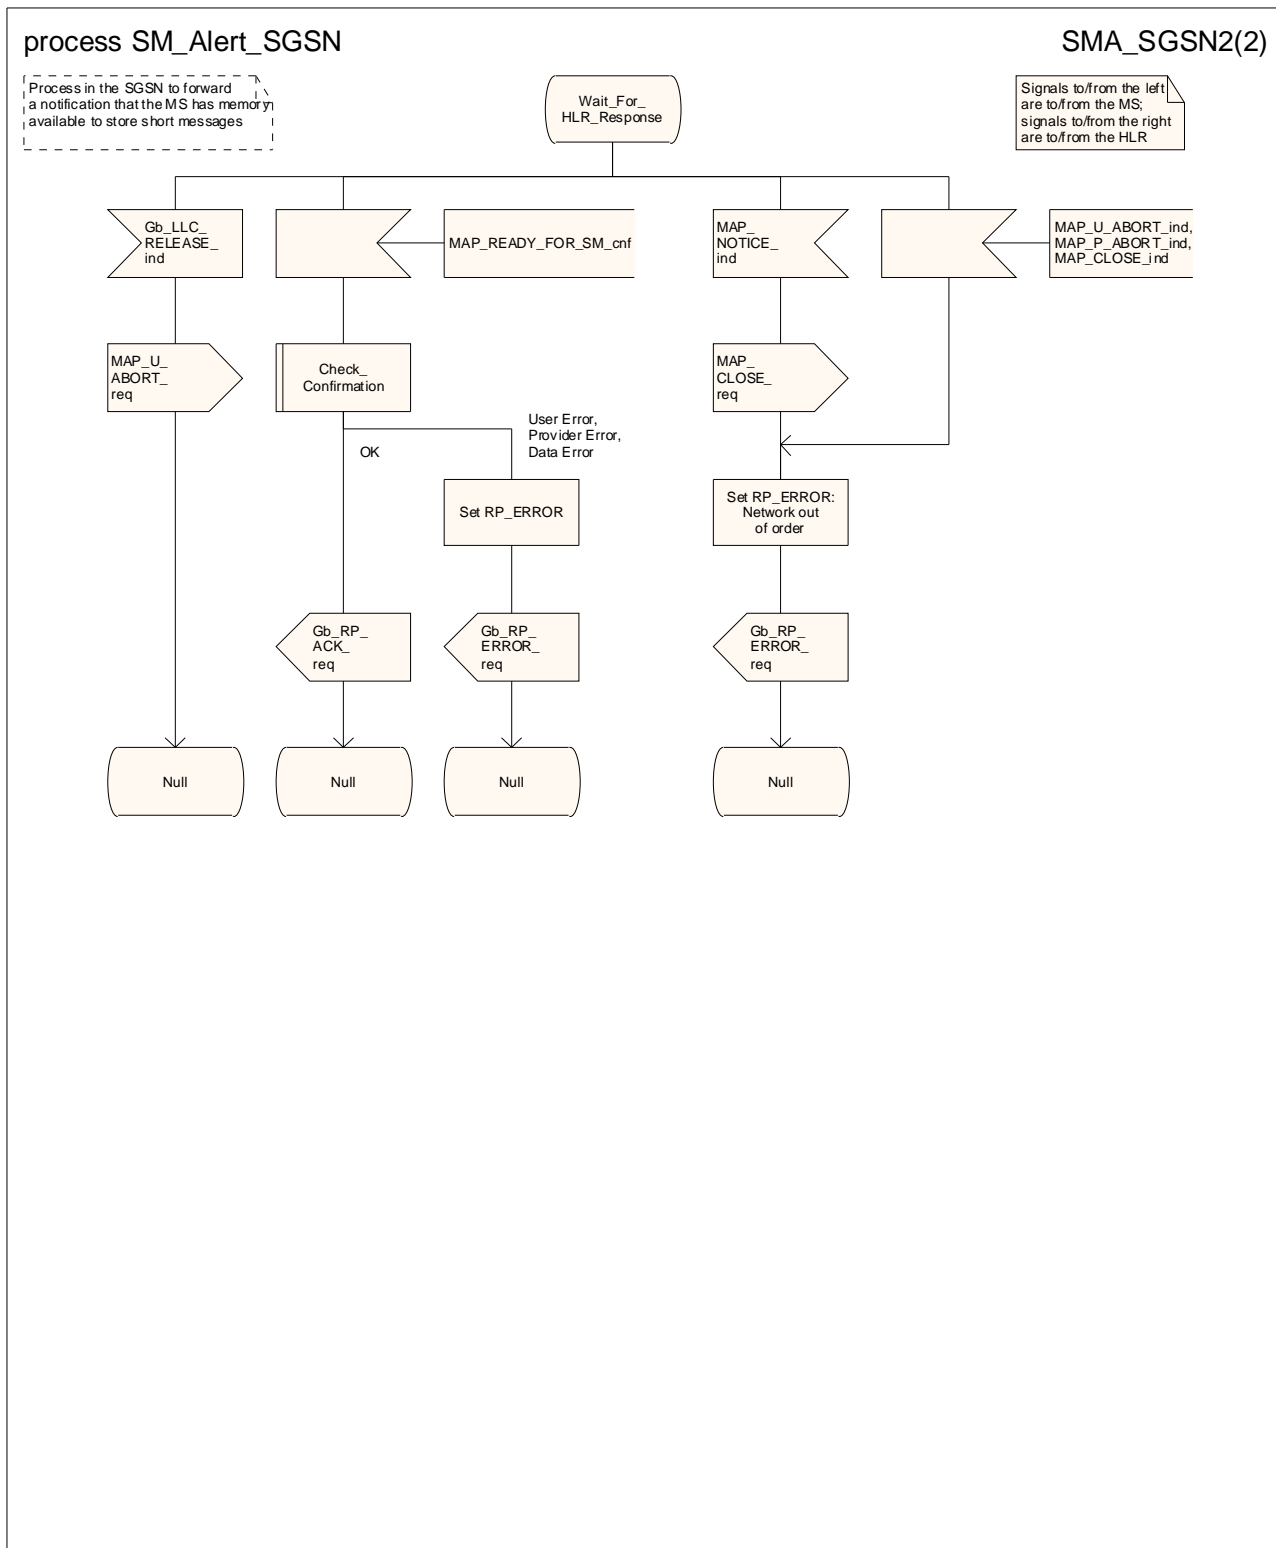 process SM_Alert_SGSN
SMA_SGSN2(2)
Process in the SGSN to forward
a notification that the MS has memory
available to store short messages
Wait_For_
HLR_Response
Signals to/from the left
are to/from the MS;
signals to/from the right
are to/from the HLR
Gb_LLC_
RELEASE_
ind
MAP_READY_FOR_SM_cnf
MAP_
NOTICE_
ind
MAP_U_ABORT_ind,
MAP_P_ABORT_ind,
MAP_CLOSE_ind
MAP_U_
ABORT_
req
Check_
Confirmation
MAP_
CLOSE_
req
OK
User Error,
Provider Error,
Data Error
Set RP_ERROR
Set RP_ERROR:
Network out
of order
Gb_RP_
ACK_
req
Gb_RP_
ERROR_
req
Gb_RP_
ERROR_
req
Null
Null
Null
Null